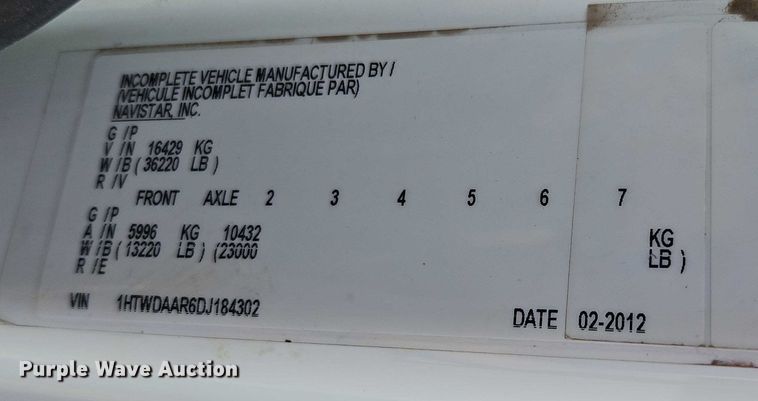 INCOMPLETE VEHICLE MANUFACTURED BY /
(VEHICULE INCOMPLET FABRIQUE PAR)
NAVISTAR, INC.
G /P
V /N 16429 KG
W /B ( 36220 LB )
R /V
FRONT AXLE 2 3 4 5 6 7
G /P
A /N 5996 KG 10432 KG
W /B ( 13220 LB ) (23000 LB )
R /E
VIN 1HTWDAAR6DJ184302 DATE 02-2012
Purple Wave Auction